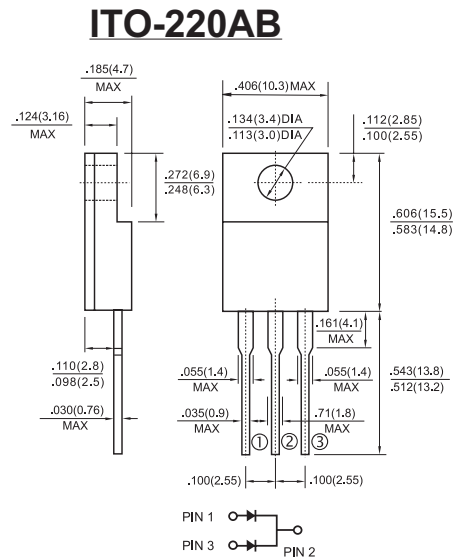 ITO-220AB
.185(4.7)
MAX
.124(3.16)
MAX
.406(10.3) MAX
.134(3.4)DIA
.113(3.0)DIA
.112(2.85)
.100(2.55)
.272(6.9)
.248(6.3)
.606(15.5)
.583(14.8)
.161(4.1)
MAX
.110(2.8)
.098(2.5)
.055(1.4)
MAX
.055(1.4)
MAX
.543(13.8)
.512(13.2)
.030(0.76)
MAX
.035(0.9)
MAX
.71(1.8)
MAX
① ② ③
.100(2.55)
.100(2.55)
PIN 1
PIN 3
PIN 2